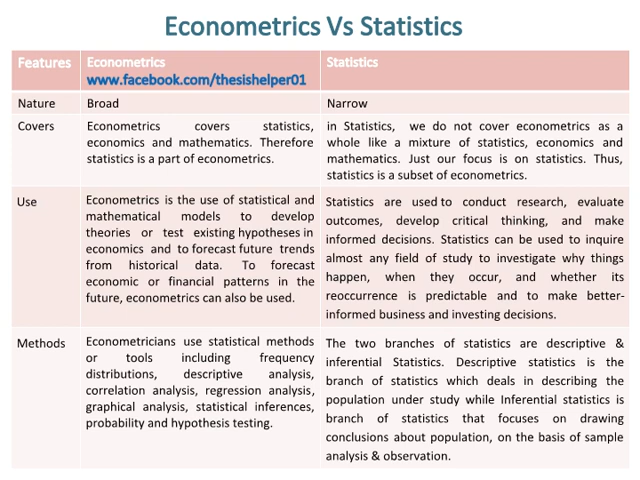 Econometrics Vs Statistics
Features Econometrics Statistics
www.facebook.com/thesishelper01
Nature Broad Narrow
Covers
Econometrics covers statistics,
economics and mathematics. Therefore
statistics is a part of econometrics.
in Statistics, we do not cover econometrics as a
whole like a mixture of statistics, economics and
mathematics. Just our focus is on statistics. Thus,
statistics is a subset of econometrics.
Use
Econometrics is the use of statistical and
mathematical models to develop
theories or test existing hypotheses in
economics and to forecast future trends
from historical data. To forecast
economic or financial patterns in the
future, econometrics can also be used.
Statistics are used to conduct research, evaluate
outcomes, develop critical thinking, and make
informed decisions. Statistics can be used to inquire
almost any field of study to investigate why things
happen, when they occur, and whether its
reoccurrence is predictable and to make better-
informed business and investing decisions.
Methods
Econometricians use statistical methods
or tools including frequency
distributions, descriptive analysis,
correlation analysis, regression analysis,
graphical analysis, statistical inferences,
probability and hypothesis testing.
The two branches of statistics are descriptive &
inferential Statistics. Descriptive statistics is the
branch of statistics which deals in describing the
population under study while Inferential statistics is
branch of statistics that focuses on drawing
conclusions about population, on the basis of sample
analysis & observation.